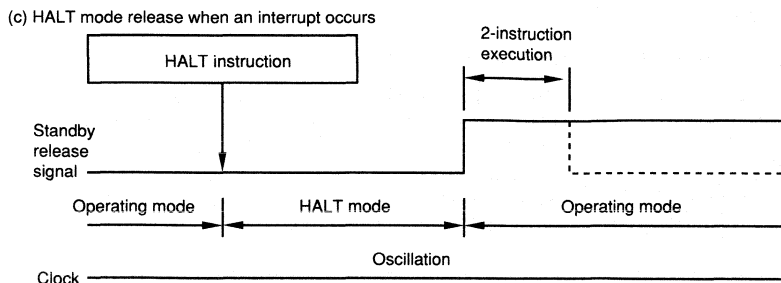 (c) HALT mode release when an interrupt occurs
2-instruction
execution
HALT instruction
Standby
release
signal
Operating mode
HALT mode
Operating mode
Oscillation
Clock